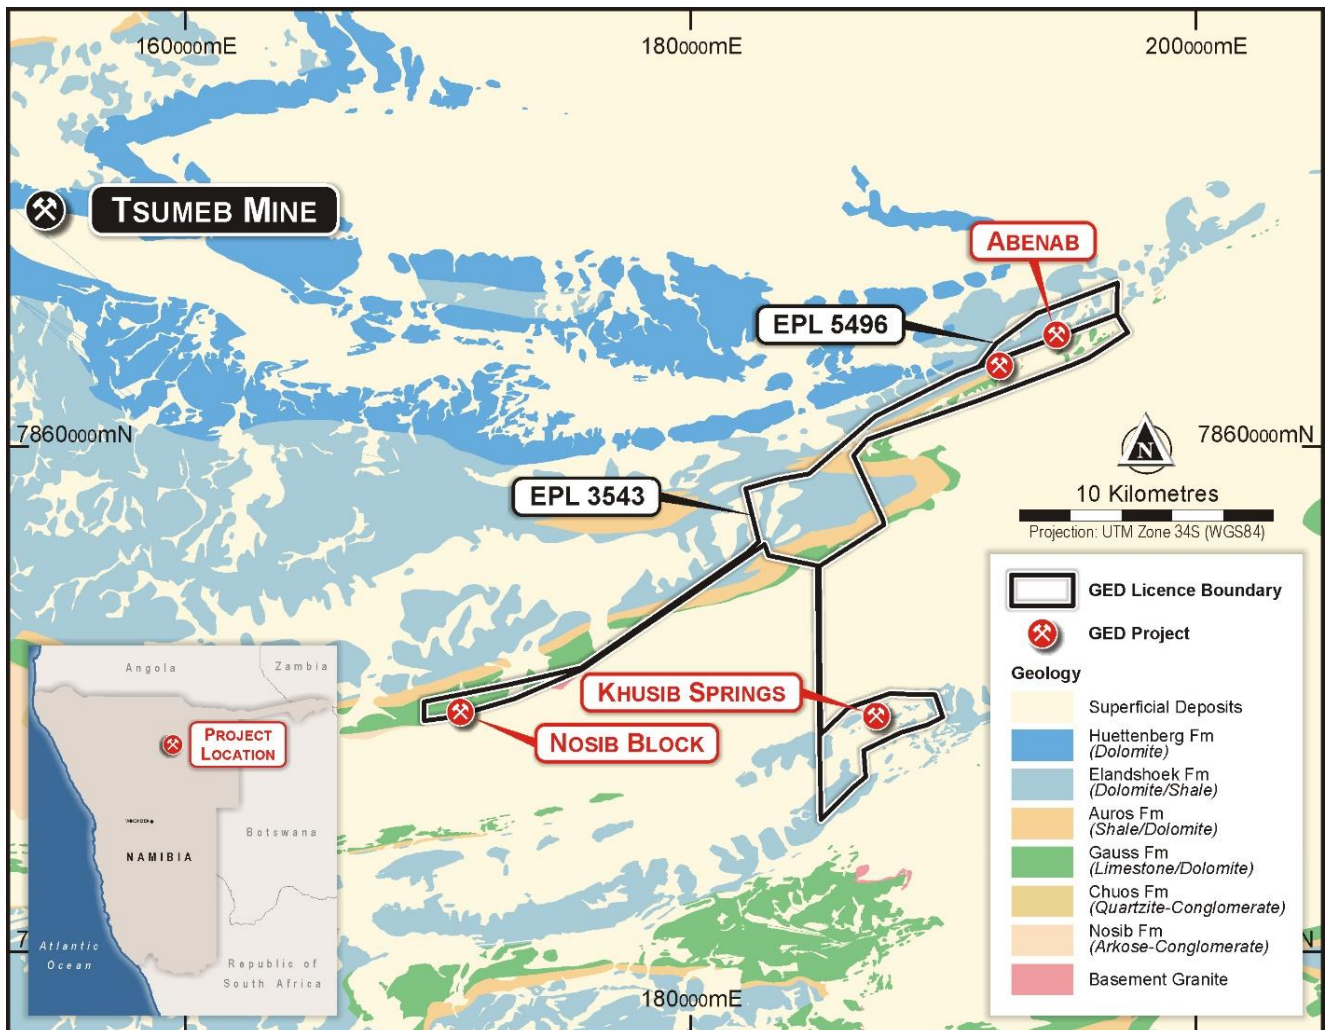 160000mE
180000mE
200000mE
TSUMEB MINE
ABENAB
EPL 5496
7860000mN
7860000mN
N
10 Kilometres
Projection: UTM Zone 34S (WGS84)
EPL 3543
KHUSIB SPRINGS
NOSIB BLOCK
GED Licence Boundary
GED Project
Geology
Superficial Deposits
Huettenberg Fm
(Dolomite)
Elandshoek Fm
(Dolomite/Shale)
Auros Fm
(Shale/Dolomite)
Gauss Fm
(Limestone/Dolomite)
Chuos Fm
(Quartzite-Conglomerate)
Nosib Fm
(Arkose-Conglomerate)
Basement Granite
Angola
Zambia
PROJECT
LOCATION
Botswana
NAMIBIA
Atlantic
Ocean
Republic of
South Africa
7
N
180000mE